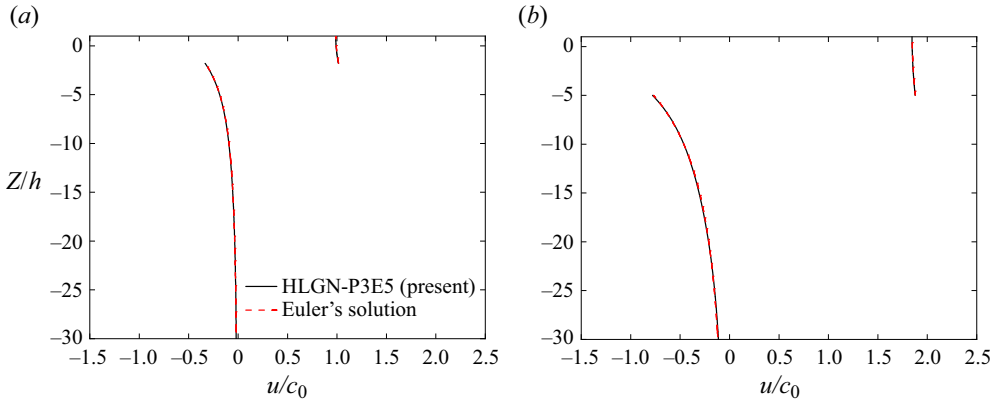 (a)
(b)
0
–5
–10
–15
–20
–25
–30
Z/h
HLGN-P3E5 (present)
Euler's solution
–1.5 –1.0 –0.5 0 0.5 1.0 1.5 2.0 2.5
u/c0
0
–5
–10
–15
–20
–25
–30
–1.5 –1.0 –0.5 0 0.5 1.0 1.5 2.0 2.5
u/c0